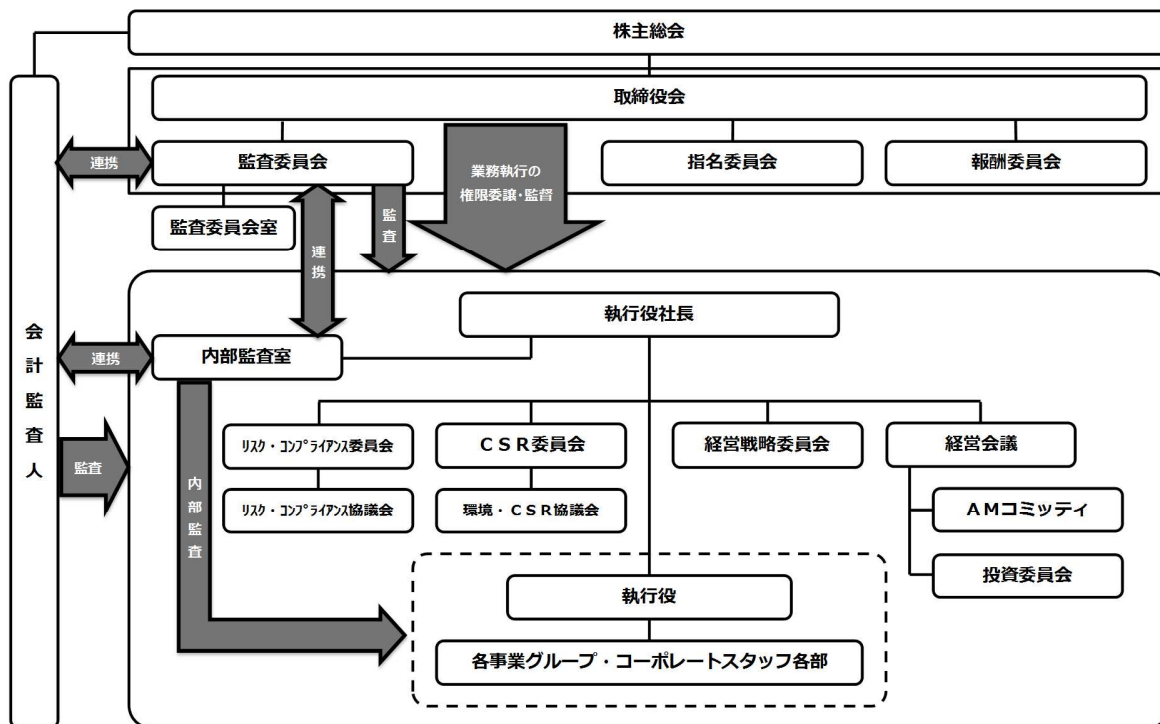 株主総会
取締役会
監査委員会
指名委員会
報酬委員会
連携
業務執行の
権限委譲・監督
監査
監査委員会室
連携
執行役社長
会計監査人
連携
内部監査室
リスク・コンプライアンス委員会
CSR委員会
経営戦略委員会
経営会議
監査
内部監査
リスク・コンプライアンス協議会
環境・CSR協議会
AMコミッティ
投資委員会
執行役
各事業グループ・コーポレートスタッフ各部